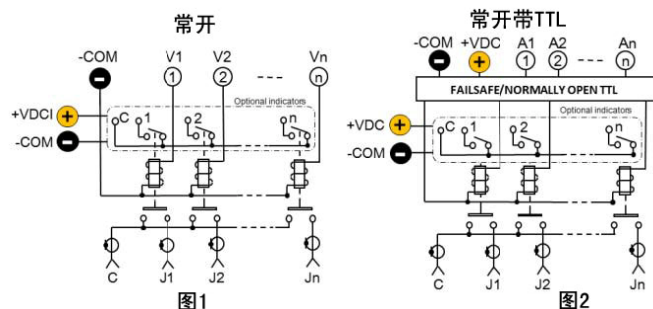 常开
-COM V1 V2 Vn
1 2 n
+VDCI
-COM
Optional indicators
C 1 2 n
C J1 J2 Jn
图1
常开带TTL
-COM +VDC A1 A2 An
1 2 n
FAILSAFE/NORMALLY OPEN TTL
Optional indicators
+VDC
-COM
C 1 2 n
C J1 J2 Jn
图2